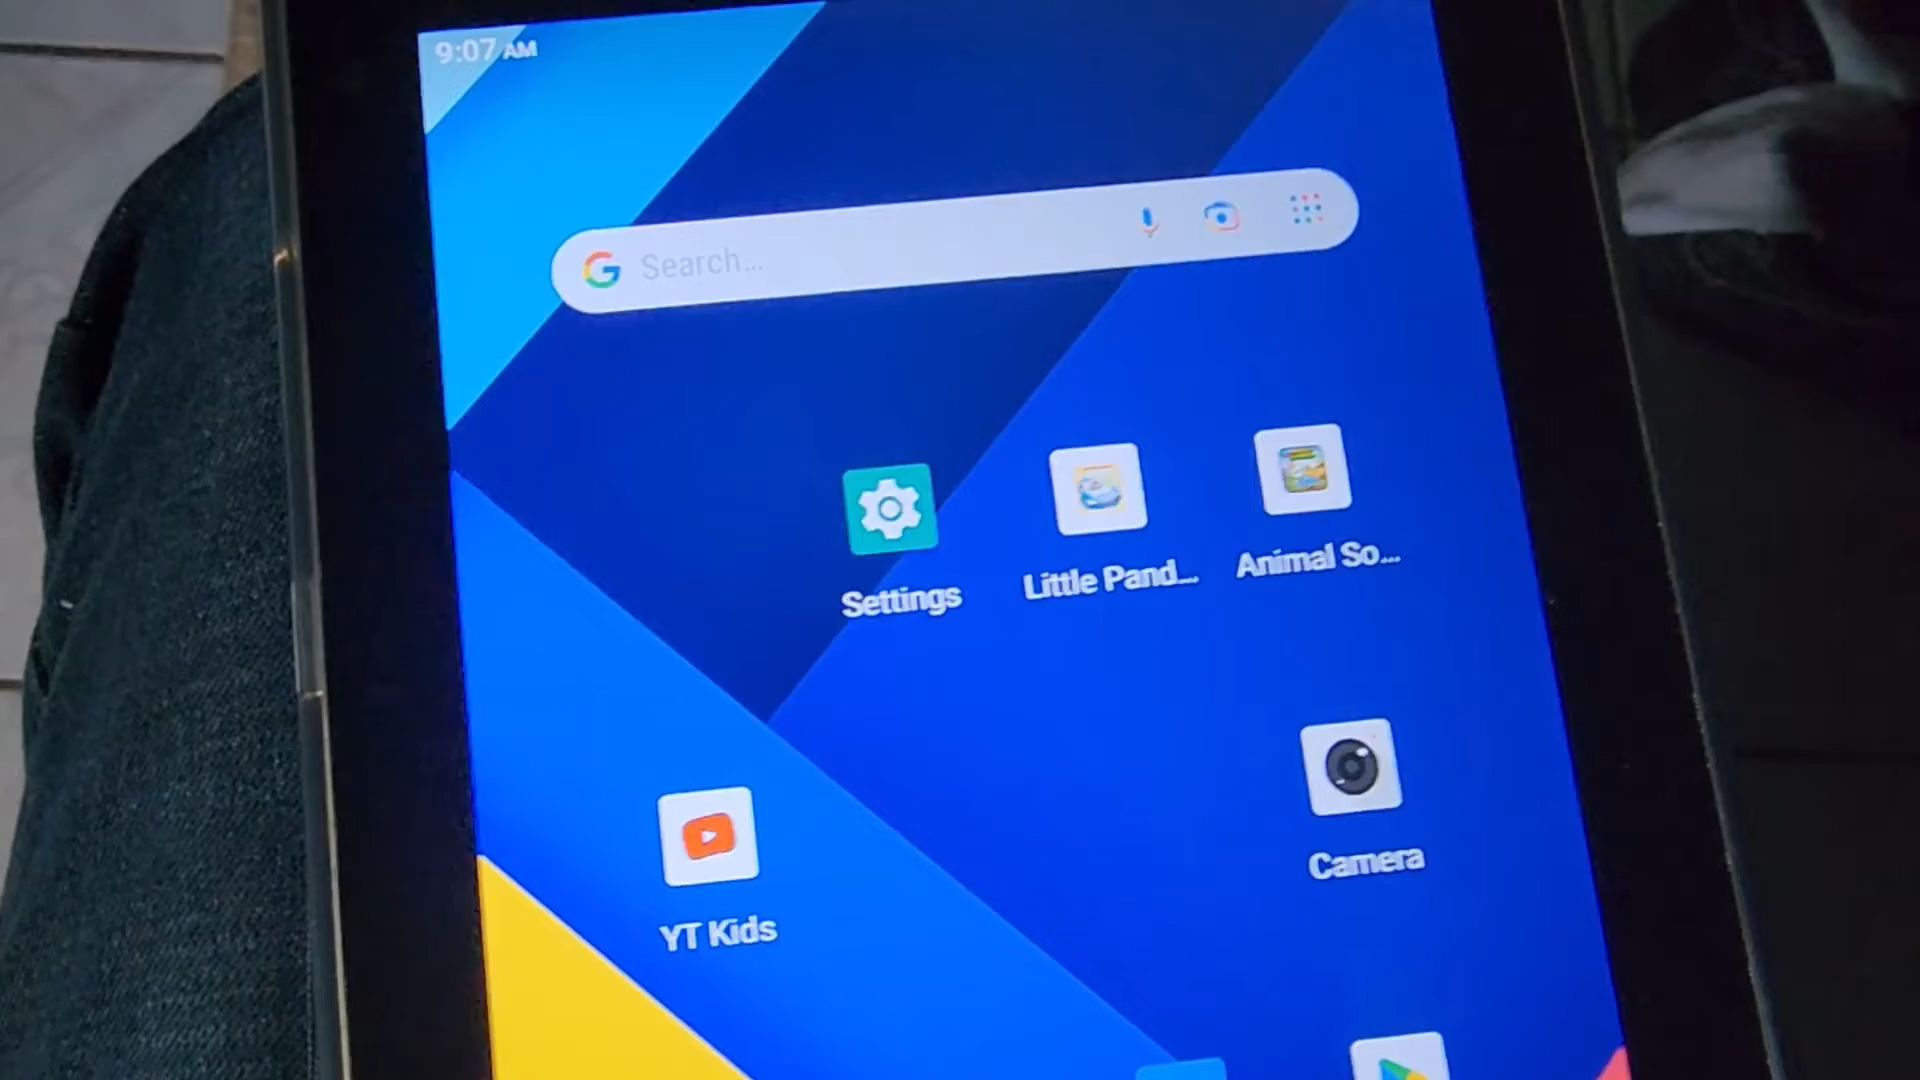 9:07 AM
Search...
Settings
Little Pand...
Animal So...
Camera
YT Kids